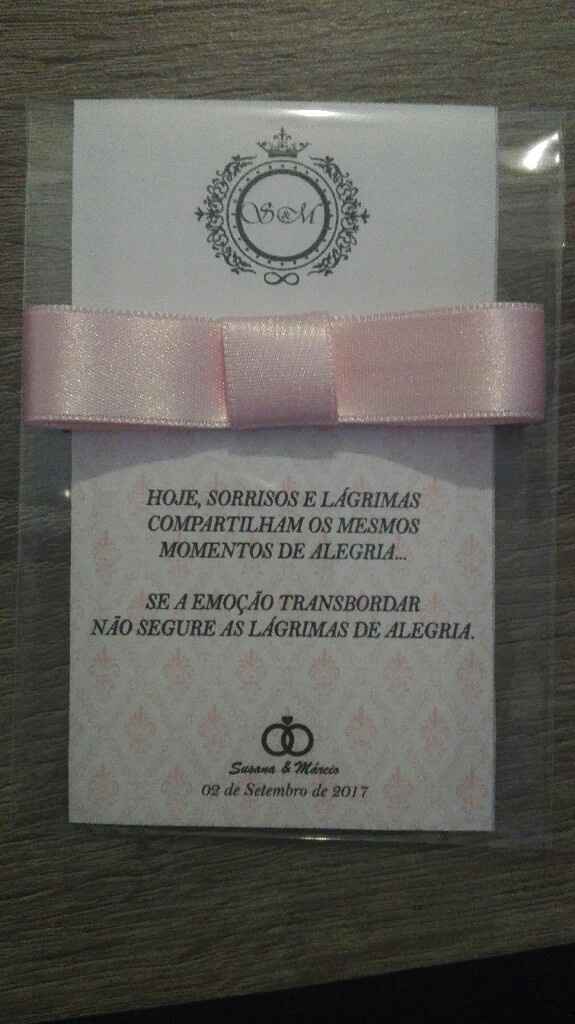 S&M
HOJE, SORRISOS E LÁGRIMAS
COMPARTILHAM OS MESMOS
MOMENTOS DE ALEGRIA...
SE A EMOÇÃO TRANSBORDAR
NÃO SEGURE AS LÁGRIMAS DE ALEGRIA.
Susana & Márcio
02 de Setembro de 2017